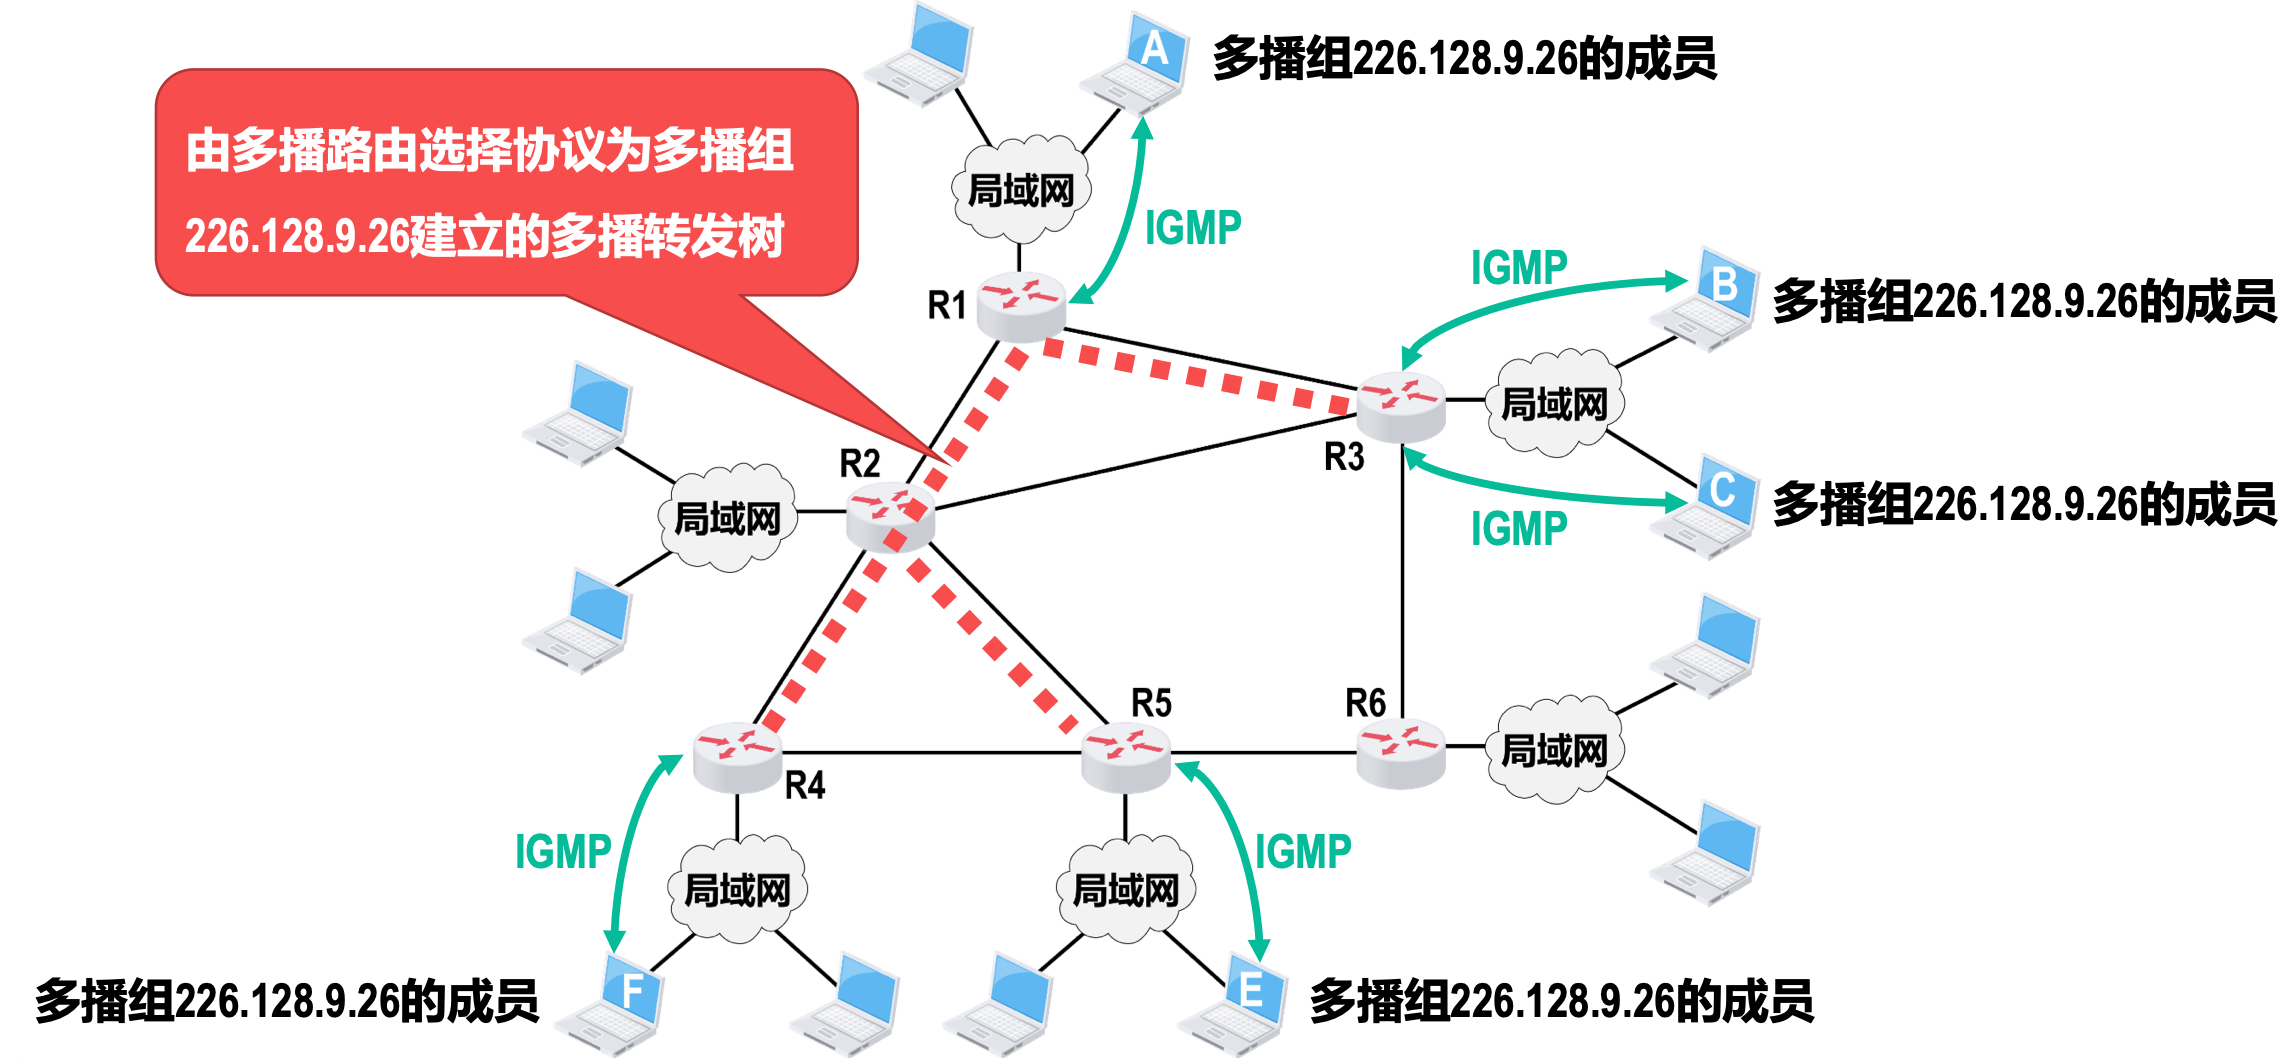 A
多播组226.128.9.26的成员
由多播路由选择协议为多播组
226.128.9.26建立的多播转发树
局域网
IGMP
R1
IGMP
B
多播组226.128.9.26的成员
局域网
R3
R2
局域网
C
多播组226.128.9.26的成员
IGMP
R5
R6
局域网
R4
IGMP
IGMP
局域网
局域网
多播组226.128.9.26的成员
F
E
多播组226.128.9.26的成员